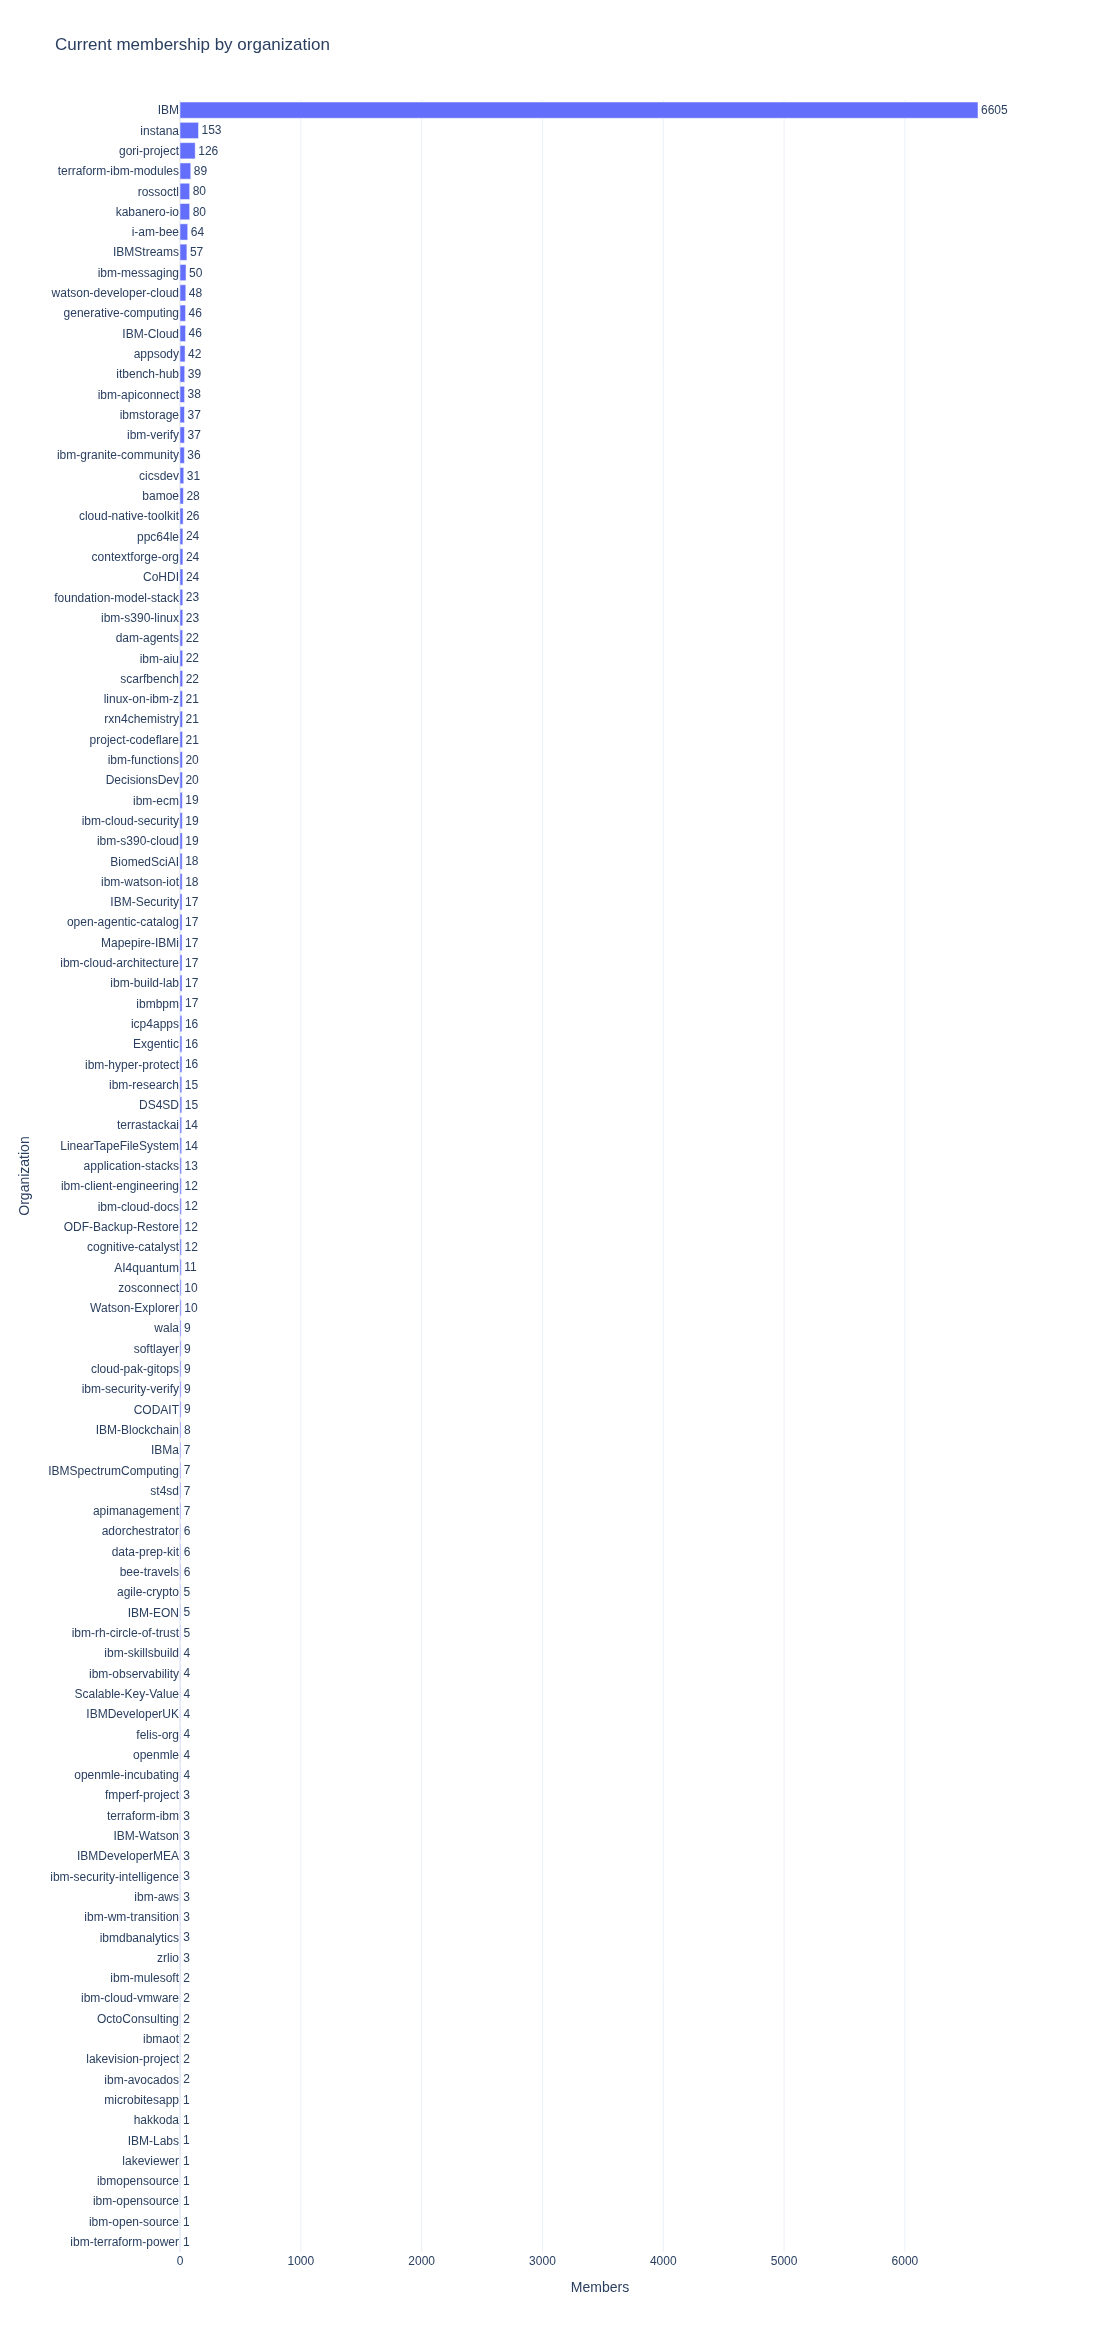 Current membership by organization
IBM 6605
instana 153
gori-project 126
terraform-ibm-modules 89
rossoctl 80
kabanero-io 80
i-am-bee 64
IBMStreams 57
ibm-messaging 50
watson-developer-cloud 48
generative-computing 46
IBM-Cloud 46
appsody 42
itbench-hub 39
ibm-apiconnect 38
ibmstorage 37
ibm-verify 37
ibm-granite-community 36
cicsdev 31
bamoe 28
cloud-native-toolkit 26
ppc64le 24
contextforge-org 24
CoHDI 24
foundation-model-stack 23
ibm-s390-linux 23
dam-agents 22
ibm-aiu 22
scarfbench 22
linux-on-ibm-z 21
rxn4chemistry 21
project-codeflare 21
ibm-functions 20
DecisionsDev 20
ibm-ecm 19
ibm-cloud-security 19
ibm-s390-cloud 19
BiomedSciAI 18
ibm-watson-iot 18
IBM-Security 17
open-agentic-catalog 17
Mapepire-IBMi 17
ibm-cloud-architecture 17
ibm-build-lab 17
ibmbpm 17
icp4apps 16
Exgentic 16
ibm-hyper-protect 16
ibm-research 15
DS4SD 15
terrastackai 14
LinearTapeFileSystem 14
application-stacks 13
ibm-client-engineering 12
ibm-cloud-docs 12
ODF-Backup-Restore 12
cognitive-catalyst 12
AI4quantum 11
zosconnect 10
Watson-Explorer 10
wala 9
softlayer 9
cloud-pak-gitops 9
ibm-security-verify 9
CODAIT 9
IBM-Blockchain 8
IBMa 7
IBMSpectrumComputing 7
st4sd 7
apimanagement 7
adorchestrator 6
data-prep-kit 6
bee-travels 6
agile-crypto 5
IBM-EON 5
ibm-rh-circle-of-trust 5
ibm-skillsbuild 4
ibm-observability 4
Scalable-Key-Value 4
IBMDeveloperUK 4
felis-org 4
openmle 4
openmle-incubating 4
fmperf-project 3
terraform-ibm 3
IBM-Watson 3
IBMDeveloperMEA 3
ibm-security-intelligence 3
ibm-aws 3
ibm-wm-transition 3
ibmdbanalytics 3
zrlio 3
ibm-mulesoft 2
ibm-cloud-vmware 2
OctoConsulting 2
ibmaot 2
lakevision-project 2
ibm-avocados 2
microbitesapp 1
hakkoda 1
IBM-Labs 1
lakeviewer 1
ibmopensource 1
ibm-opensource 1
ibm-open-source 1
ibm-terraform-power 1
0 1000 2000 3000 4000 5000 6000
Members
Organization